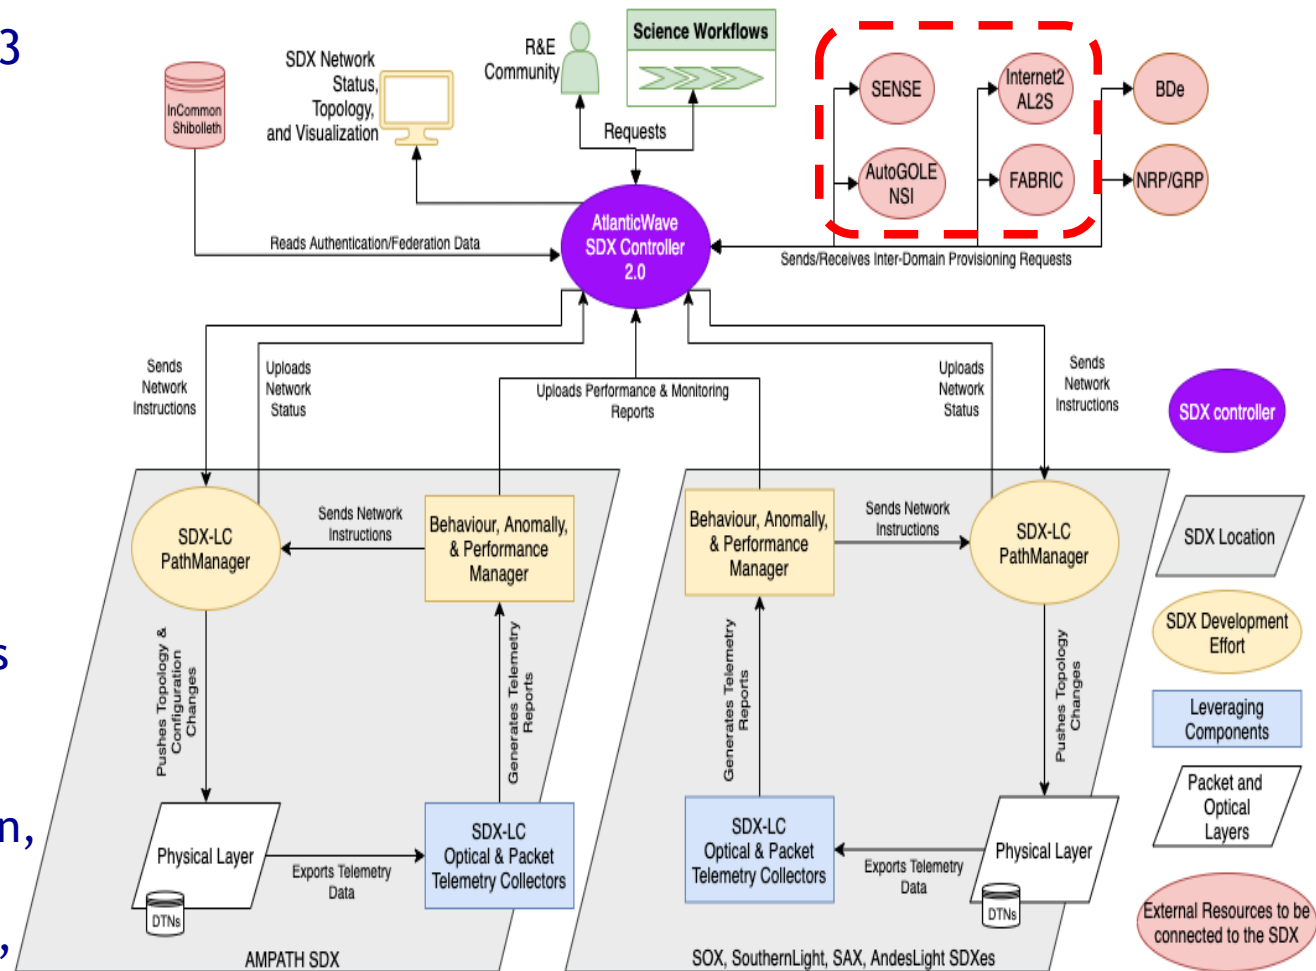 3
s
n,
,
InCommon
Shibolleth
SDX Network
Status,
Topology,
and Visualization
R&E
Community
Science Workflows
Requests
SENSE
Internet2
AL2S
BDe
AutoGOLE
NSI
FABRIC
NRP/GRP
AtlanticWave
SDX Controller
2.0
Reads Authentication/Federation Data
Sends/Receives Inter-Domain Provisioning Requests
Sends
Network
Instructions
Uploads
Network
Status
Uploads Performance & Monitoring
Reports
Uploads
Network
Status
Sends
Network
Instructions
SDX controller
SDX-LC
PathManager
Sends Network
Instructions
Behaviour, Anomally,
& Performance
Manager
Behaviour, Anomally,
& Performance
Manager
Sends Network
Instructions
SDX-LC
PathManager
SDX Location
SDX Development
Effort
Pushes Topology &
Configuration
Changes
Generates Telemetry
Reports
Generates Telemetry
Reports
Pushes Topology
Changes
Leveraging
Components
Packet and
Optical
Layers
Physical Layer
DTNs
Exports Telemetry
Data
SDX-LC
Optical & Packet
Telemetry Collectors
SDX-LC
Optical & Packet
Telemetry Collectors
Exports Telemetry
Data
Physical Layer
DTNs
External Resources to be
connected to the SDX
AMPATH SDX
SOX, SouthernLight, SAX, AndesLight SDXes